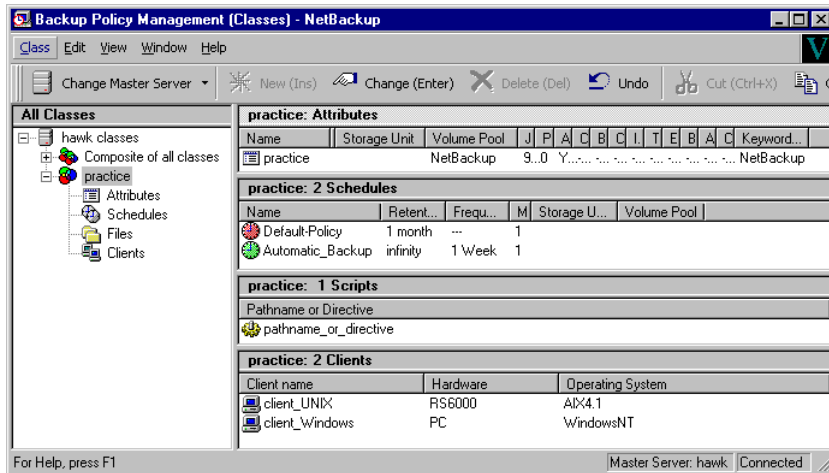 Backup Policy Management (Classes) - NetBackup
Class Edit View Window Help
V
Change Master Server New (Ins) Change (Enter) Delete (Del) Undo Cut (Ctrl+X)
All Classes
hawk classes
Composite of all classes
practice
Attributes
Schedules
Files
Clients
practice: Attributes
Name Storage Unit Volume Pool J P A C B C I. T E B A C Keyword...
practice NetBackup 9...0 Y... -... -... -... -... -... -... -... -... -... NetBackup
practice: 2 Schedules
Name Retent... Frequ... M Storage U... Volume Pool
Default-Policy 1 month --- 1
Automatic_Backup infinity 1 Week 1
practice: 1 Scripts
Pathname or Directive
pathname_or_directive
practice: 2 Clients
Client name Hardware Operating System
client_UNIX RS6000 AIX4.1
client_Windows PC WindowsNT
For Help, press F1 Master Server: hawk Connected